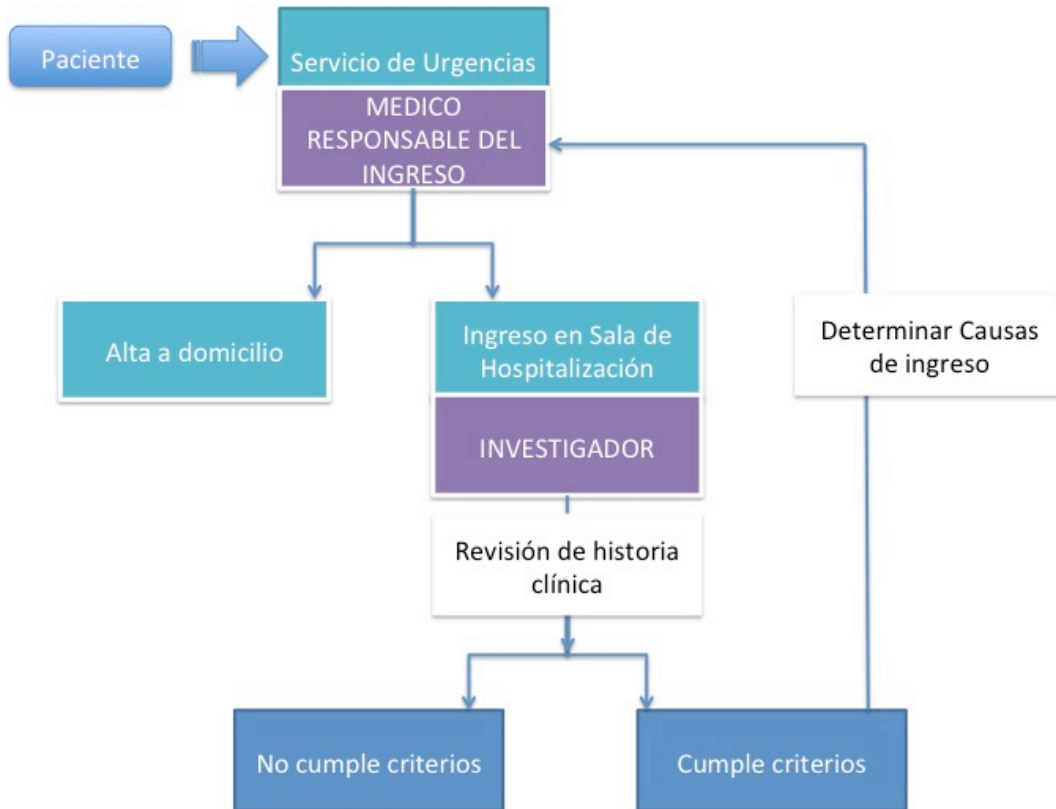 Paciente
Servicio de Urgencias
MEDICO
RESPONSABLE DEL
INGRESO
Alta a domicilio
Ingreso en Sala de
Hospitalización
INVESTIGADOR
Determinar Causas
de ingreso
Revisión de historia
clínica
No cumple criterios
Cumple criterios